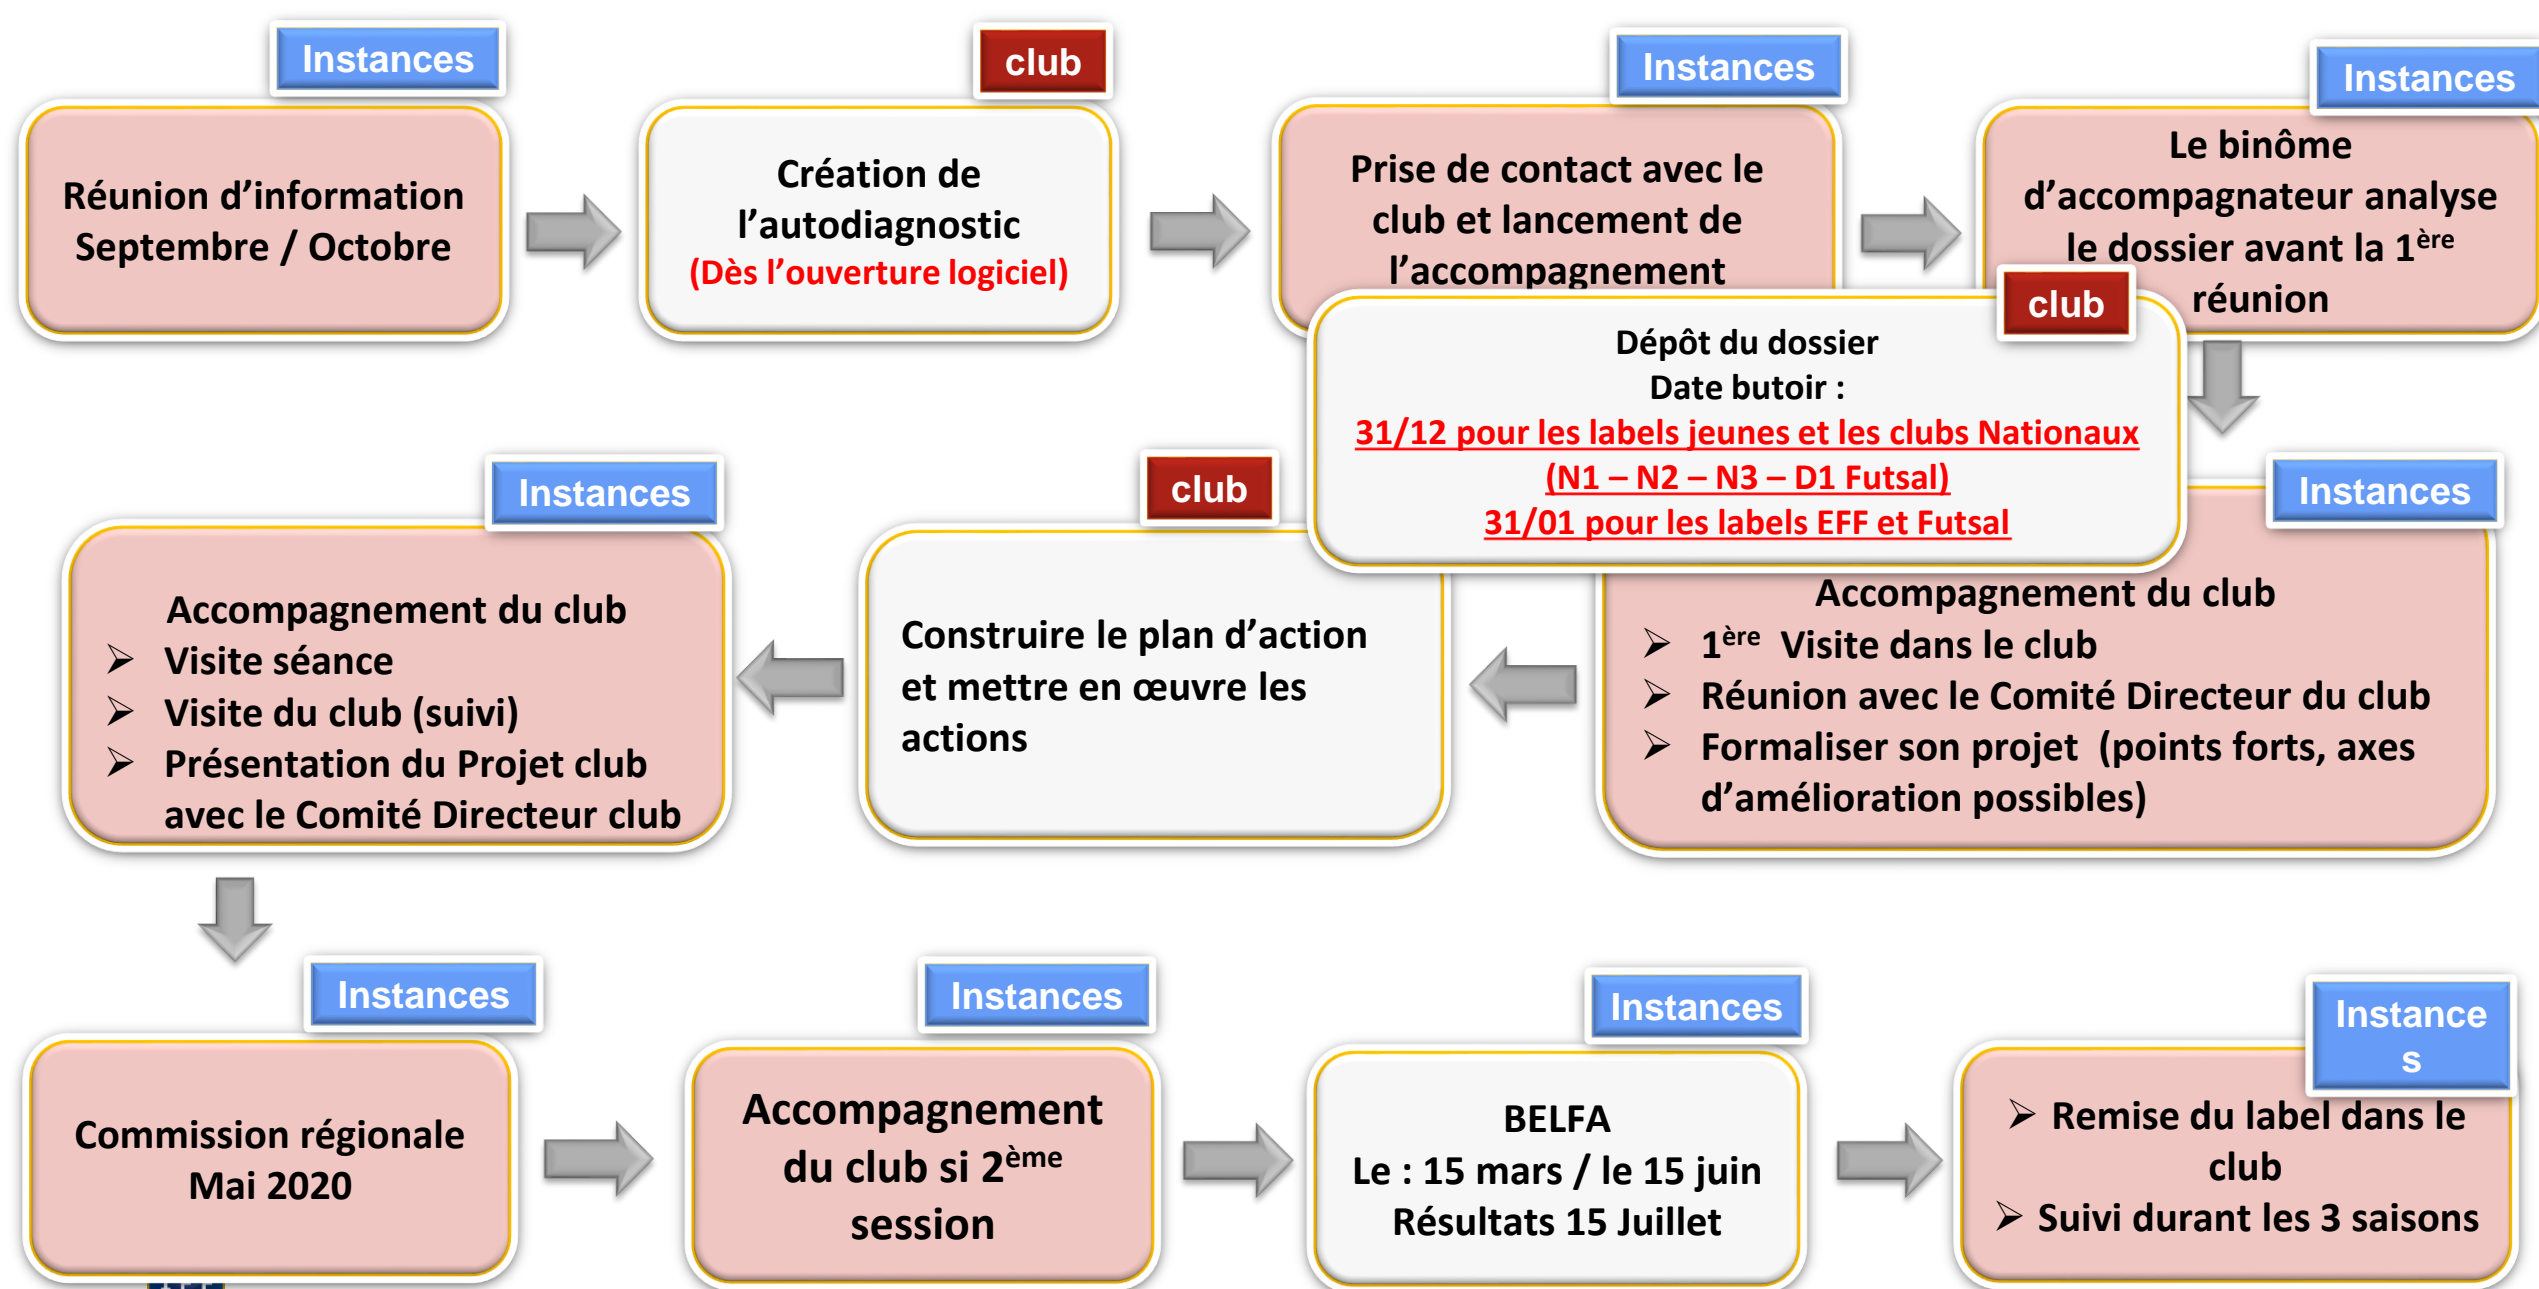 Instances
Réunion d’information
Septembre / Octobre
club
Création de
l’autodiagnostic
(Dès l’ouverture logiciel)
Instances
Prise de contact avec le
club et lancement de
l’accompagnement
Instances
Le binôme
d’accompagnateur analyse
le dossier avant la 1ère
réunion
club
Dépôt du dossier
Date butoir :
31/12 pour les labels jeunes et les clubs Nationaux
(N1 – N2 – N3 – D1 Futsal)
31/01 pour les labels EFF et Futsal
Instances
Accompagnement du club
➢ 1ère Visite dans le club
➢ Réunion avec le Comité Directeur du club
➢ Formaliser son projet (points forts, axes
d’amélioration possibles)
club
Construire le plan d’action
et mettre en œuvre les
actions
Instances
Accompagnement du club
➢ Visite séance
➢ Visite du club (suivi)
➢ Présentation du Projet club
avec le Comité Directeur club
Instances
Commission régionale
Mai 2020
Instances
Accompagnement
du club si 2ème
session
Instances
BELFA
Le : 15 mars / le 15 juin
Résultats 15 Juillet
Instance
s
➢ Remise du label dans le
club
➢ Suivi durant les 3 saisons